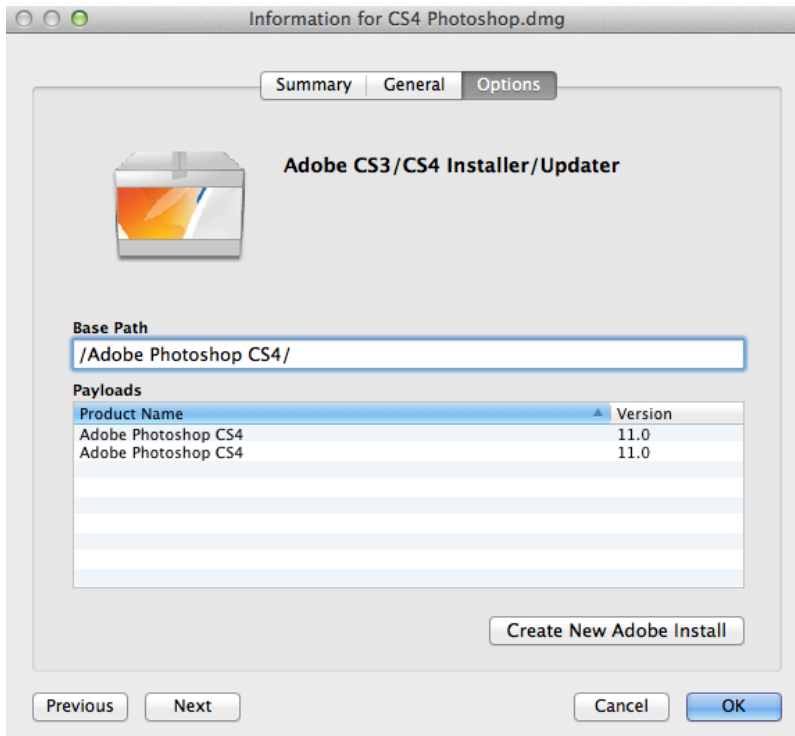 Information for CS4 Photoshop.dmg
Summary General Options
Adobe CS3/CS4 Installer/Updater
Base Path
/Adobe Photoshop CS4/
Payloads
Product Name Version
Adobe Photoshop CS4 11.0
Adobe Photoshop CS4 11.0
Create New Adobe Install
Previous Next Cancel OK